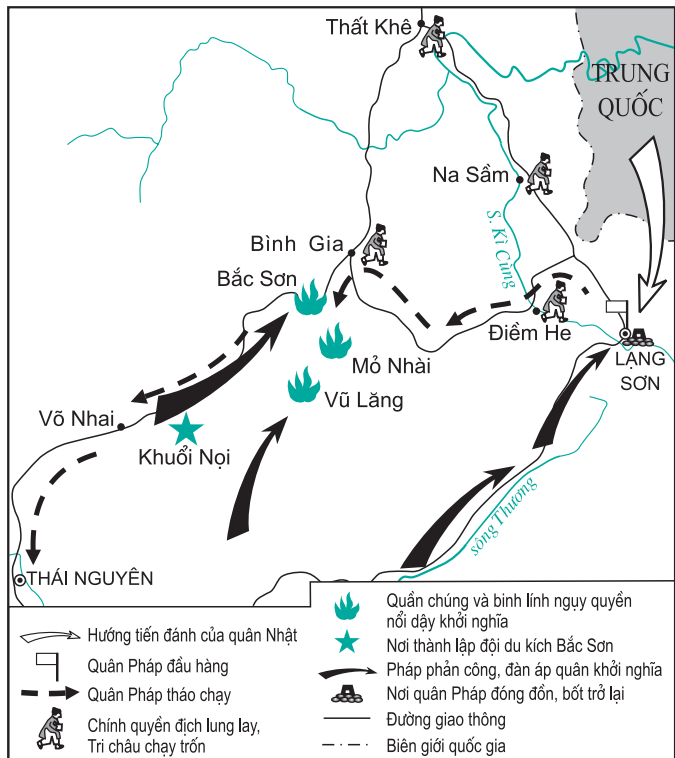 Thất Khê
TRUNG
QUỐC
Na Sầm
S. Kì Cùng
Bình Gia
Bắc Sơn
Điềm He
Mỏ Nhài
LẠNG
SƠN
Vũ Lăng
Võ Nhai
Khuổi Nọi
sông Thương
THÁI NGUYÊN
Hướng tiến đánh của quân Nhật
Quân Pháp đầu hàng
Quân Pháp tháo chạy
Chính quyền địch lung lay,
Tri châu chạy trốn
Quần chúng và binh lính ngụy quyền
nổi dậy khởi nghĩa
Nơi thành lập đội du kích Bắc Sơn
Pháp phản công, đàn áp quân khởi nghĩa
Nơi quân Pháp đóng đồn, bốt trở lại
Đường giao thông
Biên giới quốc gia